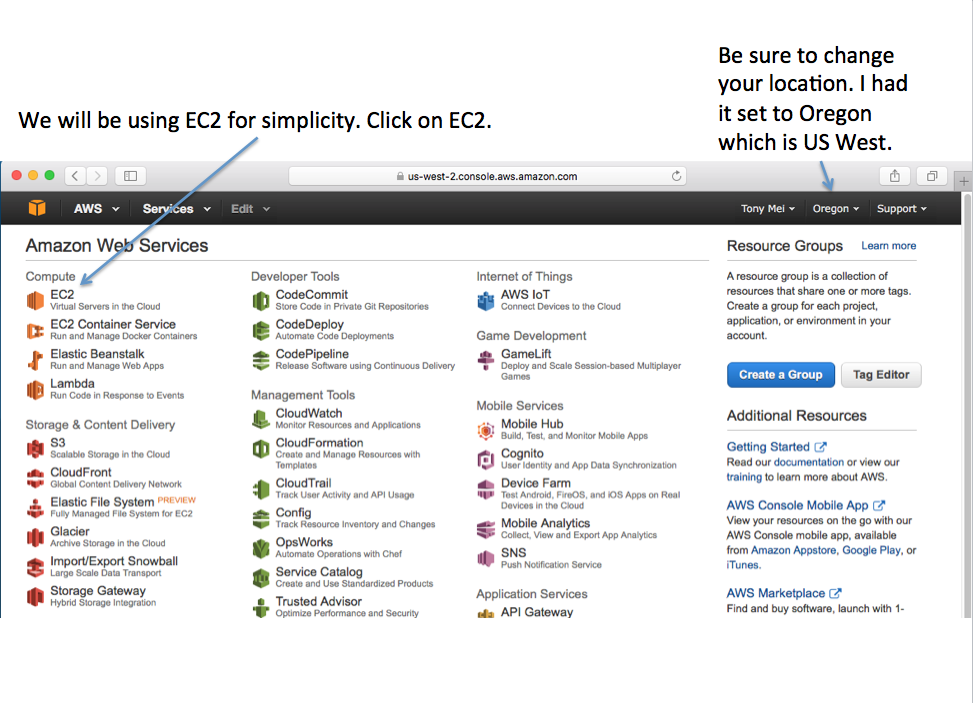 Be sure to change
your location. I had
it set to Oregon
which is US West.
We will be using EC2 for simplicity. Click on EC2.
us-west-2.console.aws.amazon.com
AWS Services Edit Tony Mei Oregon Support
Amazon Web Services
Compute
EC2
Virtual Servers in the Cloud
EC2 Container Service
Run and Manage Docker Containers
Elastic Beanstalk
Run and Manage Web Apps
Lambda
Run Code in Response to Events
Storage & Content Delivery
S3
Scalable Storage in the Cloud
CloudFront
Global Content Delivery Network
Elastic File System PREVIEW
Fully Managed File System for EC2
Glacier
Archive Storage in the Cloud
Import/Export Snowball
Large Scale Data Transport
Storage Gateway
Hybrid Storage Integration
Developer Tools
CodeCommit
Store Code in Private Git Repositories
CodeDeploy
Automate Code Deployments
CodePipeline
Release Software using Continuous Delivery
Management Tools
CloudWatch
Monitor Resources and Applications
CloudFormation
Create and Manage Resources with
Templates
CloudTrail
Track User Activity and API Usage
Config
Track Resource Inventory and Changes
OpsWorks
Automate Operations with Chef
Service Catalog
Create and Use Standardized Products
Trusted Advisor
Optimize Performance and Security
Internet of Things
AWS IoT
Connect Devices to the Cloud
Game Development
GameLift
Deploy and Scale Session-based Multiplayer
Games
Mobile Services
Mobile Hub
Build, Test, and Monitor Mobile Apps
Cognito
User Identity and App Data Synchronization
Device Farm
Test Android, FireOS, and iOS Apps on Real
Devices in the Cloud
Mobile Analytics
Collect, View and Export App Analytics
SNS
Push Notification Service
Application Services
API Gateway
Resource Groups Learn more
A resource group is a collection of
resources that share one or more tags.
Create a group for each project,
application, or environment in your
account.
Create a Group Tag Editor
Additional Resources
Getting Started
Read our documentation or view our
training to learn more about AWS.
AWS Console Mobile App
View your resources on the go with our
AWS Console mobile app, available
from Amazon Appstore, Google Play, or
iTunes.
AWS Marketplace
Find and buy software, launch with 1-